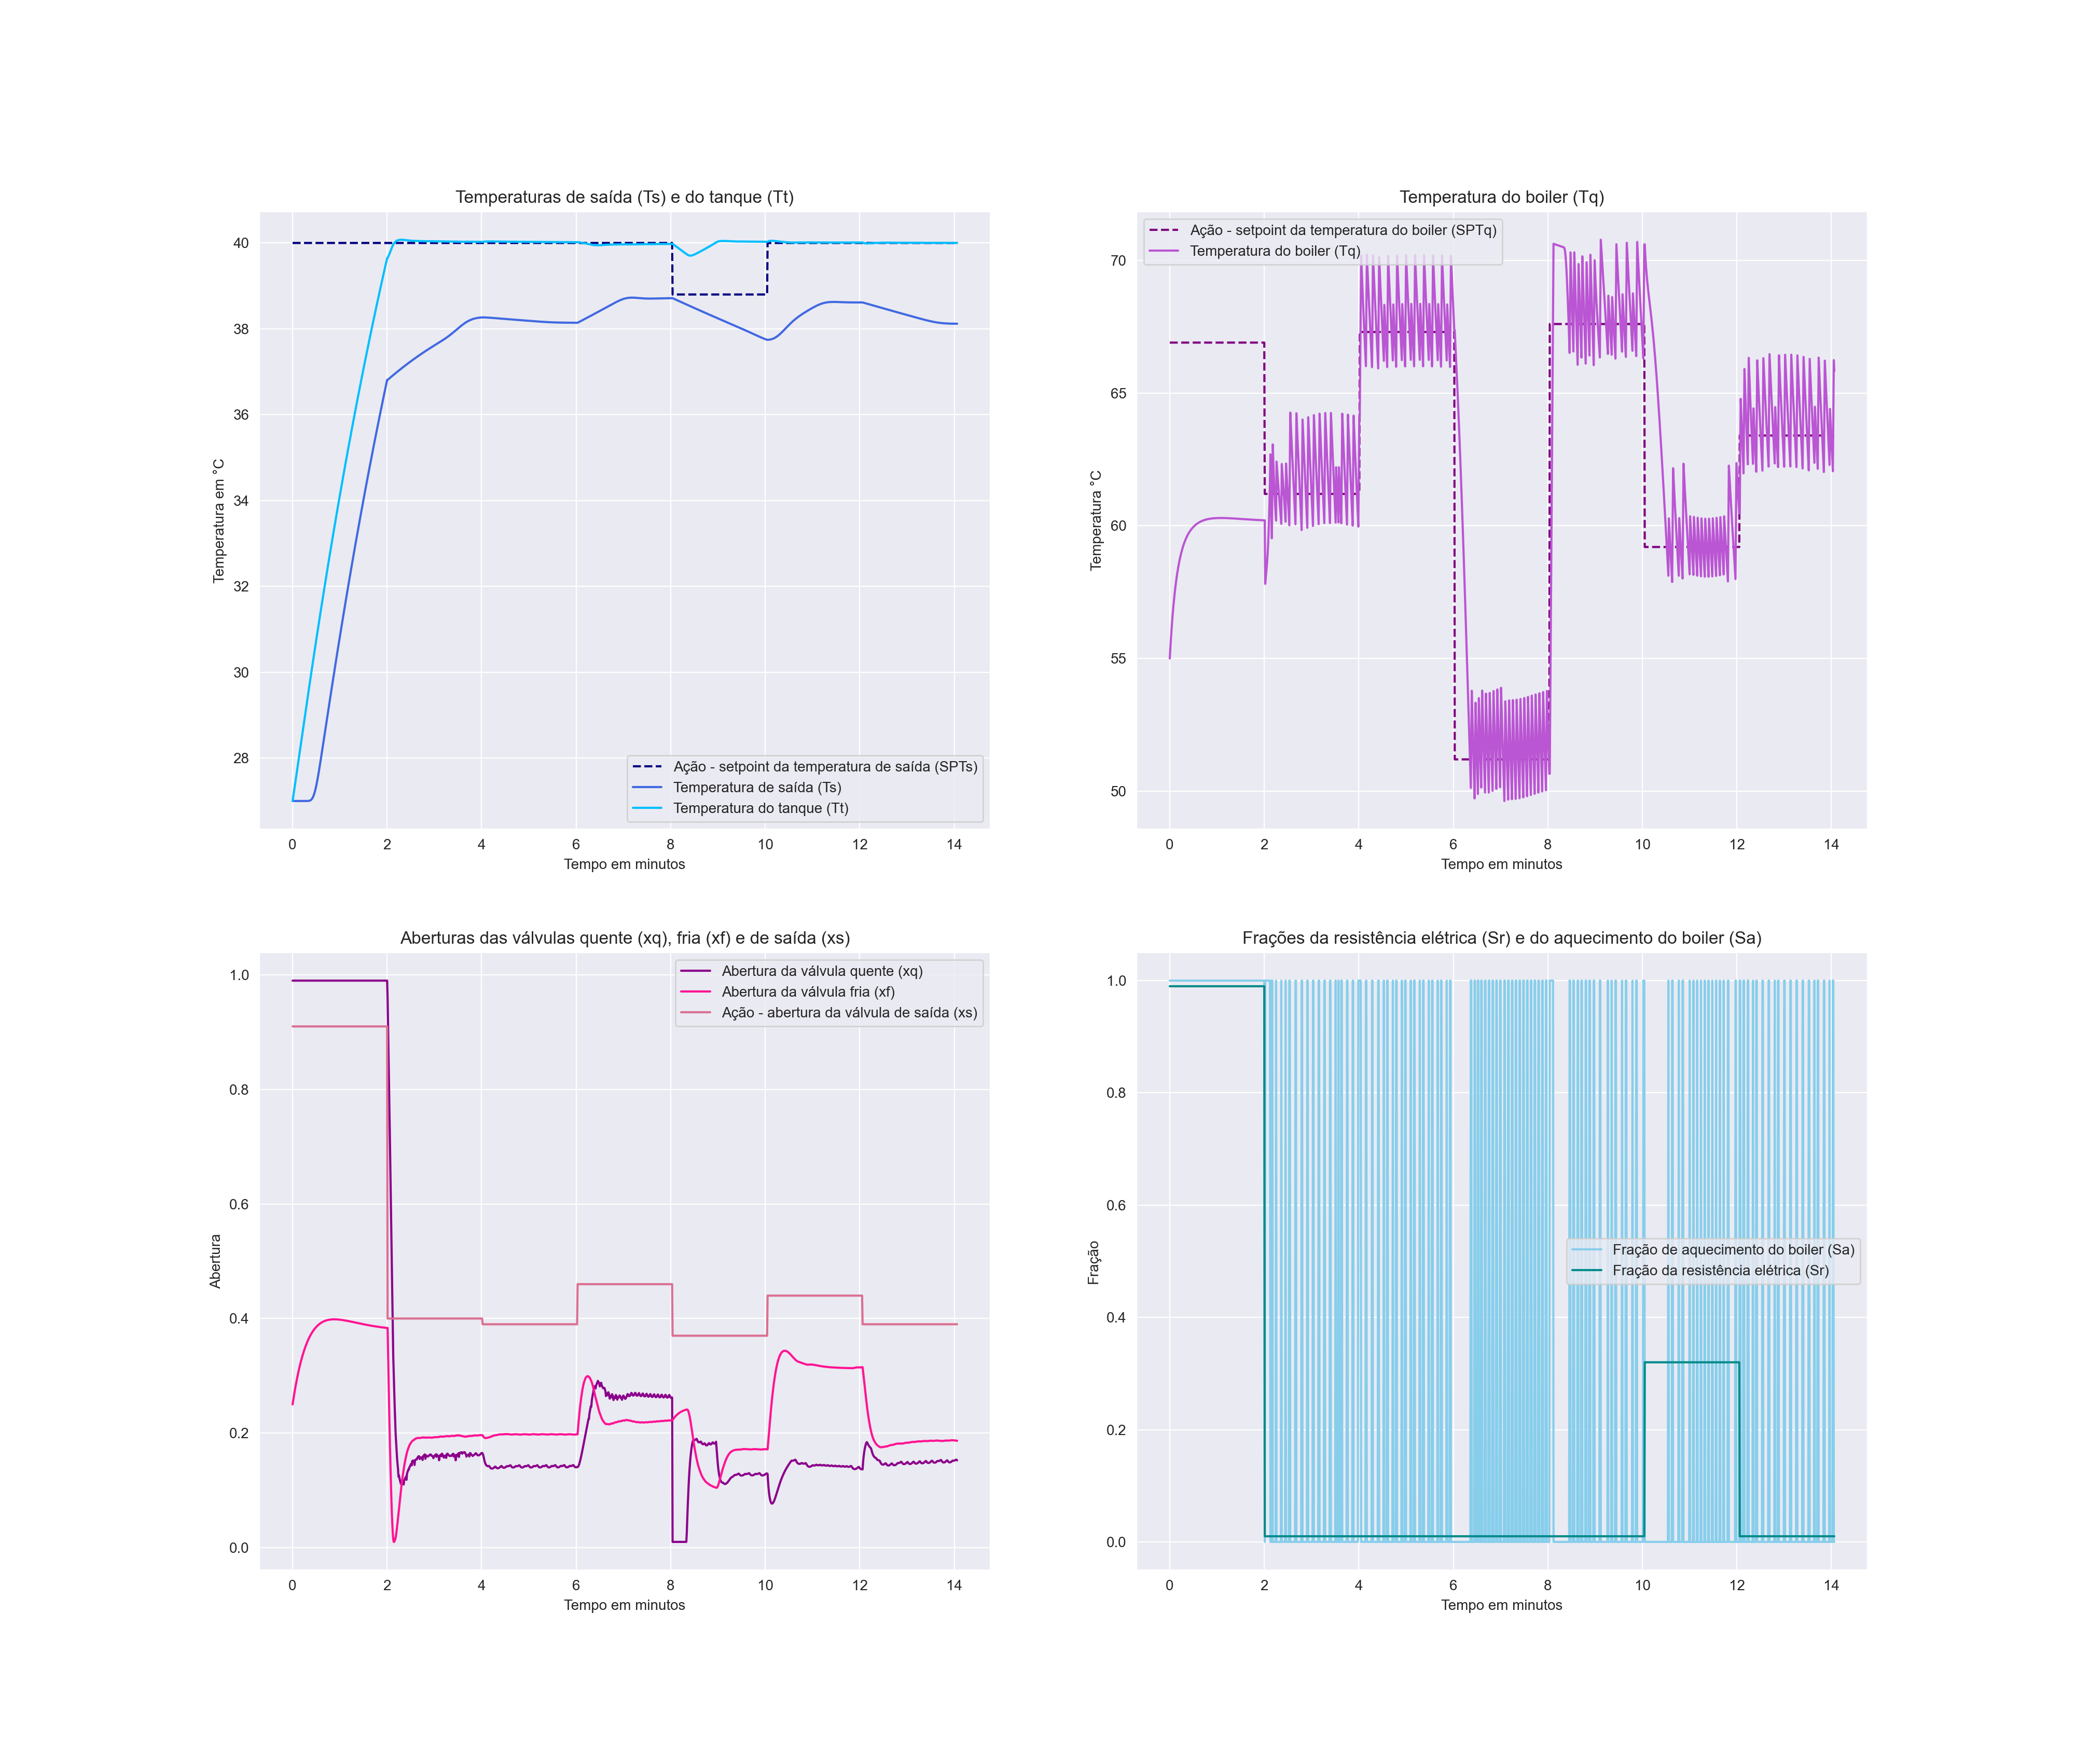 Temperaturas de saída (Ts) e do tanque (Tt)
40
38
36
34
32
30
28
Temperatura em °C
Ação - setpoint da temperatura de saída (SPTs)
Temperatura de saída (Ts)
Temperatura do tanque (Tt)
0 2 4 6 8 10 12 14
Tempo em minutos
Temperatura do boiler (Tq)
Ação - setpoint da temperatura do boiler (SPTq)
Temperatura do boiler (Tq)
70
65
60
55
50
Temperatura °C
0 2 4 6 8 10 12 14
Tempo em minutos
Aberturas das válvulas quente (xq), fria (xf) e de saída (xs)
Abertura da válvula quente (xq)
Abertura da válvula fria (xf)
Ação - abertura da válvula de saída (xs)
1.0
0.8
0.6
0.4
0.2
0.0
Abertura
0 2 4 6 8 10 12 14
Tempo em minutos
Frações da resistência elétrica (Sr) e do aquecimento do boiler (Sa)
1.0
0.8
0.6
0.4
0.2
0.0
Fração
Fração de aquecimento do boiler (Sa)
Fração da resistência elétrica (Sr)
0 2 4 6 8 10 12 14
Tempo em minutos